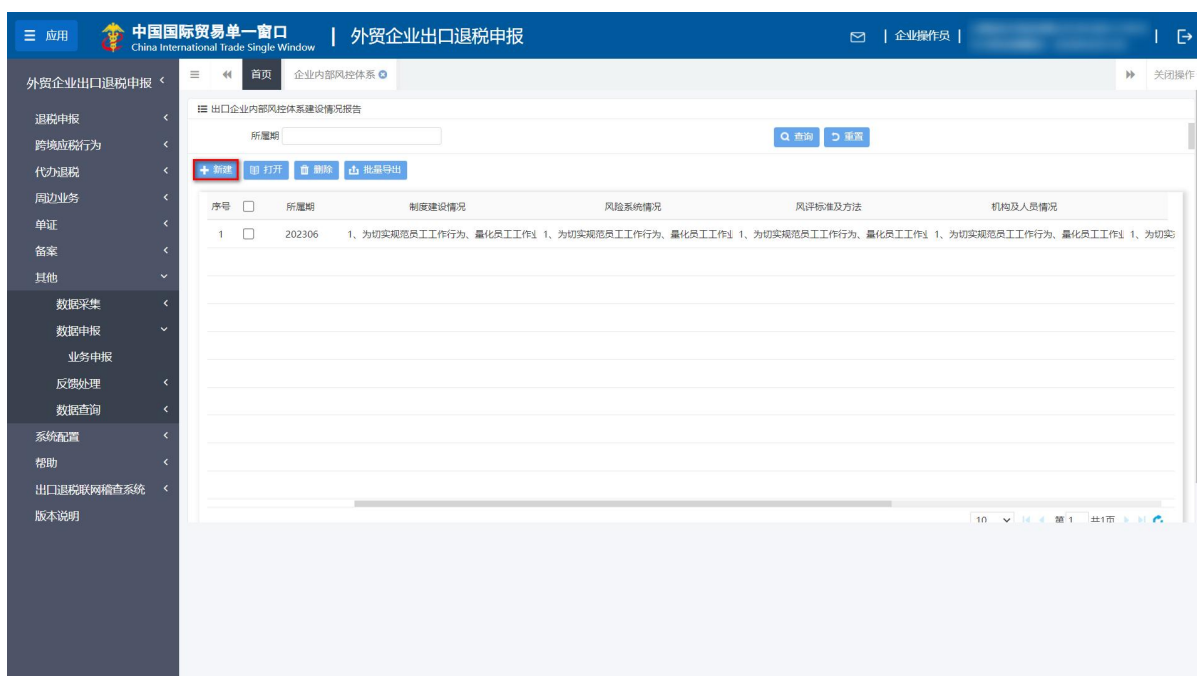 应用
中国国际贸易单一窗口
China International Trade Single Window
外贸企业出口退税申报
企业操作员
外贸企业出口退税申报
首页
企业内部风控体系
关闭操作
退税申报
跨境应税行为
代办退税
周边业务
单证
备案
其他
数据采集
数据申报
业务申报
反馈处理
数据查询
系统配置
帮助
出口退税联网稽查系统
版本说明
出口企业内部风控体系建设情况报告
所属期
查询 重置
新建 打开 删除 批量导出
序号 所属期 制度建设情况 风险系统情况 风评标准及方法 机构及人员情况
1 202306 1、为切实规范员工工作行为、量化员工工作 1、为切实规范员工工作行为、量化员工工作 1、为切实规范员工工作行为、量化员工工作 1、为切实规范员工工作行为、量化员工工作 1、为切实
10 第 1 共1页